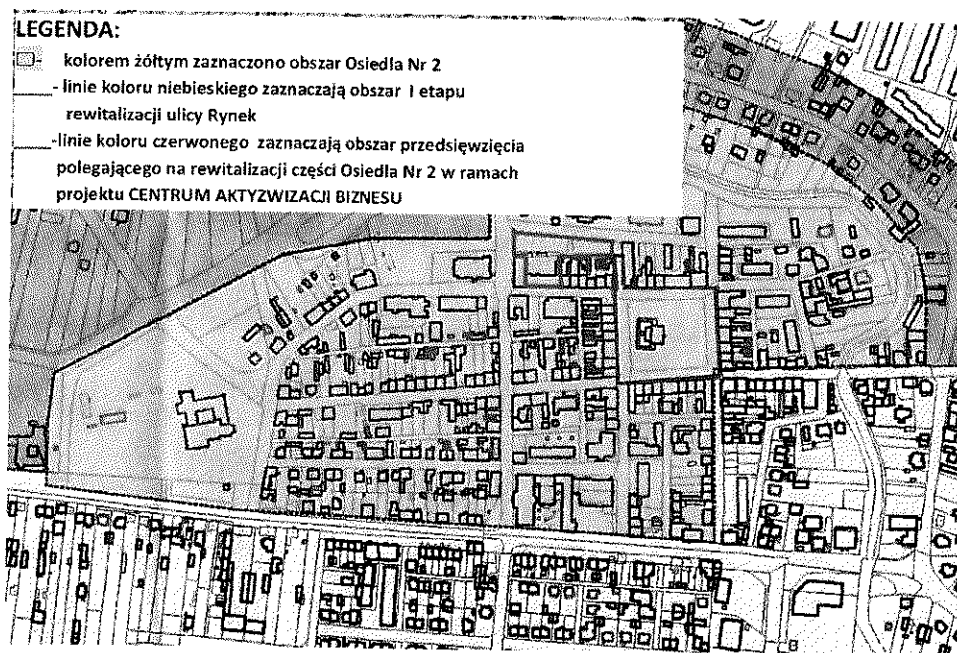 LEGENDA:
- kolorem żółtym zaznaczono obszar Osiedla Nr 2
- linie koloru niebieskiego zaznaczają obszar I etapu
rewitalizacji ulicy Rynek
-linie koloru czerwonego zaznaczają obszar przedsięwzięcia
polegającego na rewitalizacji części Osiedla Nr 2 w ramach
projektu CENTRUM AKTYZWIZACJI BIZNESU